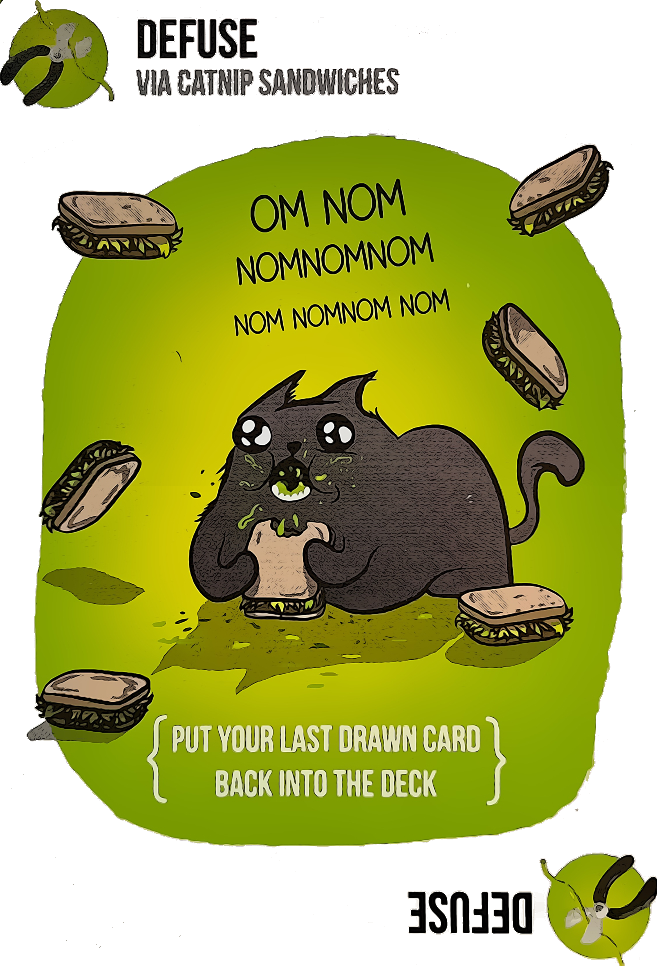 DEFUSE
VIA CATNIP SANDWICHES
OM NOM
NOMNOMNOM
NOM NOMNOM NOM
{PUT YOUR LAST DRAWN CARD
BACK INTO THE DECK}
DEFUSE